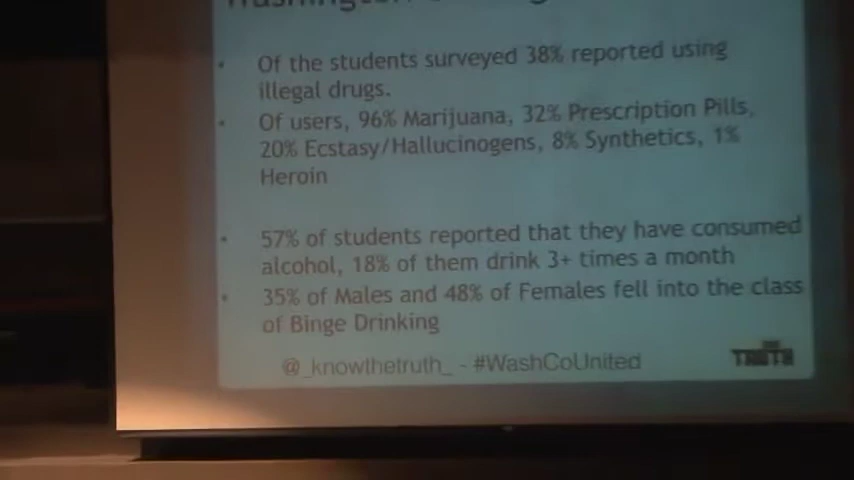 Washington
• Of the students surveyed 38% reported using
illegal drugs.
• Of users, 96% Marijuana, 32% Prescription Pills,
20% Ecstasy/Hallucinogens, 8% Synthetics, 1%
Heroin
• 57% of students reported that they have consumed
alcohol, 18% of them drink 3+ times a month
• 35% of Males and 48% of Females fell into the class
of Binge Drinking
@_knowthetruth_ - #WashCoUnited
TRUTH